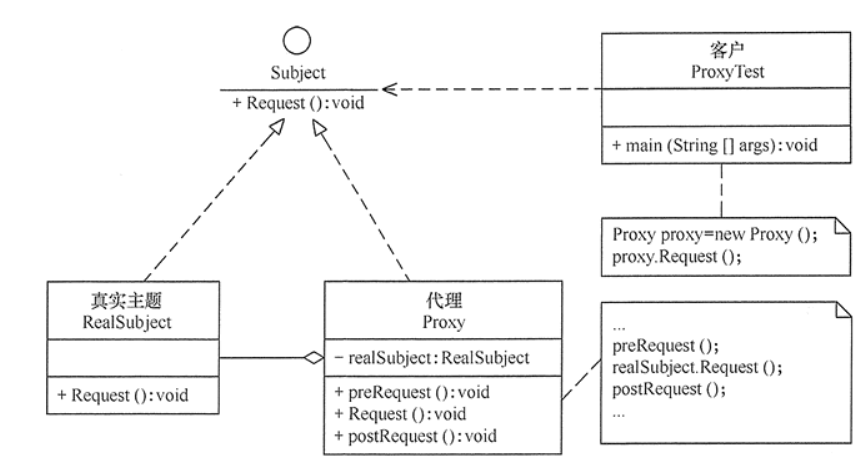 Subject
+ Request ():void
客户
ProxyTest
+ main (String [] args):void
Proxy proxy=new Proxy ();
proxy.Request ();
真实主题
RealSubject
+ Request ():void
代理
Proxy
- realSubject:RealSubject
+ preRequest ():void
+ Request ():void
+ postRequest ():void
...
preRequest ();
realSubject.Request ();
postRequest ();
...